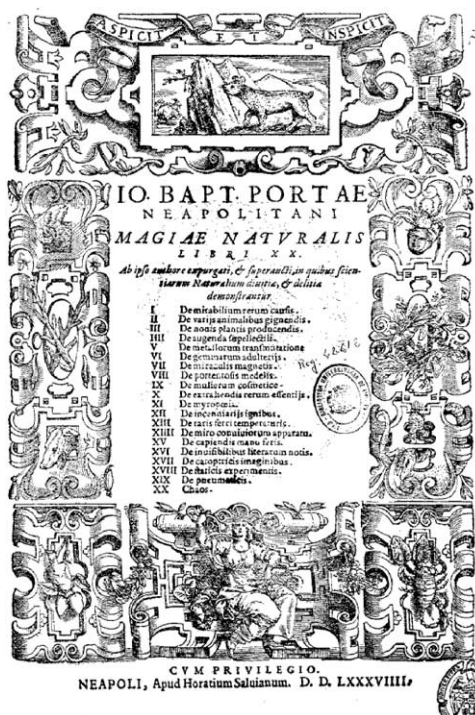 ASPICIT ET INSPICIT
IO. BAPT. PORTAE
NEAPOLITANI
MAGIAE NATVRALIS
LIBRI XX.
Ab ipso authore expurgati, & superaucti, in quibus scien-
tiarum Naturalium diuitiæ, & delitiæ
demonstrantur.
I De mirabilium rerum causis.
II De varijs animalibus gignendis.
III De nouis plantis producendis.
IIII De augenda supellectili.
V De metallorum transmutatione
VI De gemmarum adulterijs.
VII De miraculis magnetis.
VIII De portentosis medelis.
IX De mulierum cosmetice.
X De extrahendis rerum essentijs.
XI De myropœia.
XII De incendiarijs ignibus.
XIII De raris ferri temperaturis.
XIIII De miro conuiuiorum apparatu.
XV De capiendis manu feris.
XVI De inuisibilibus literarum notis.
XVII De catoptricis imaginibus.
XVIII De staticis experimentis.
XIX De pneumaticis.
XX Chaos.
Reg.
CVM PRIVILEGIO.
NEAPOLI, Apud Horatium Saluianum. D. D. LXXXVIIII.